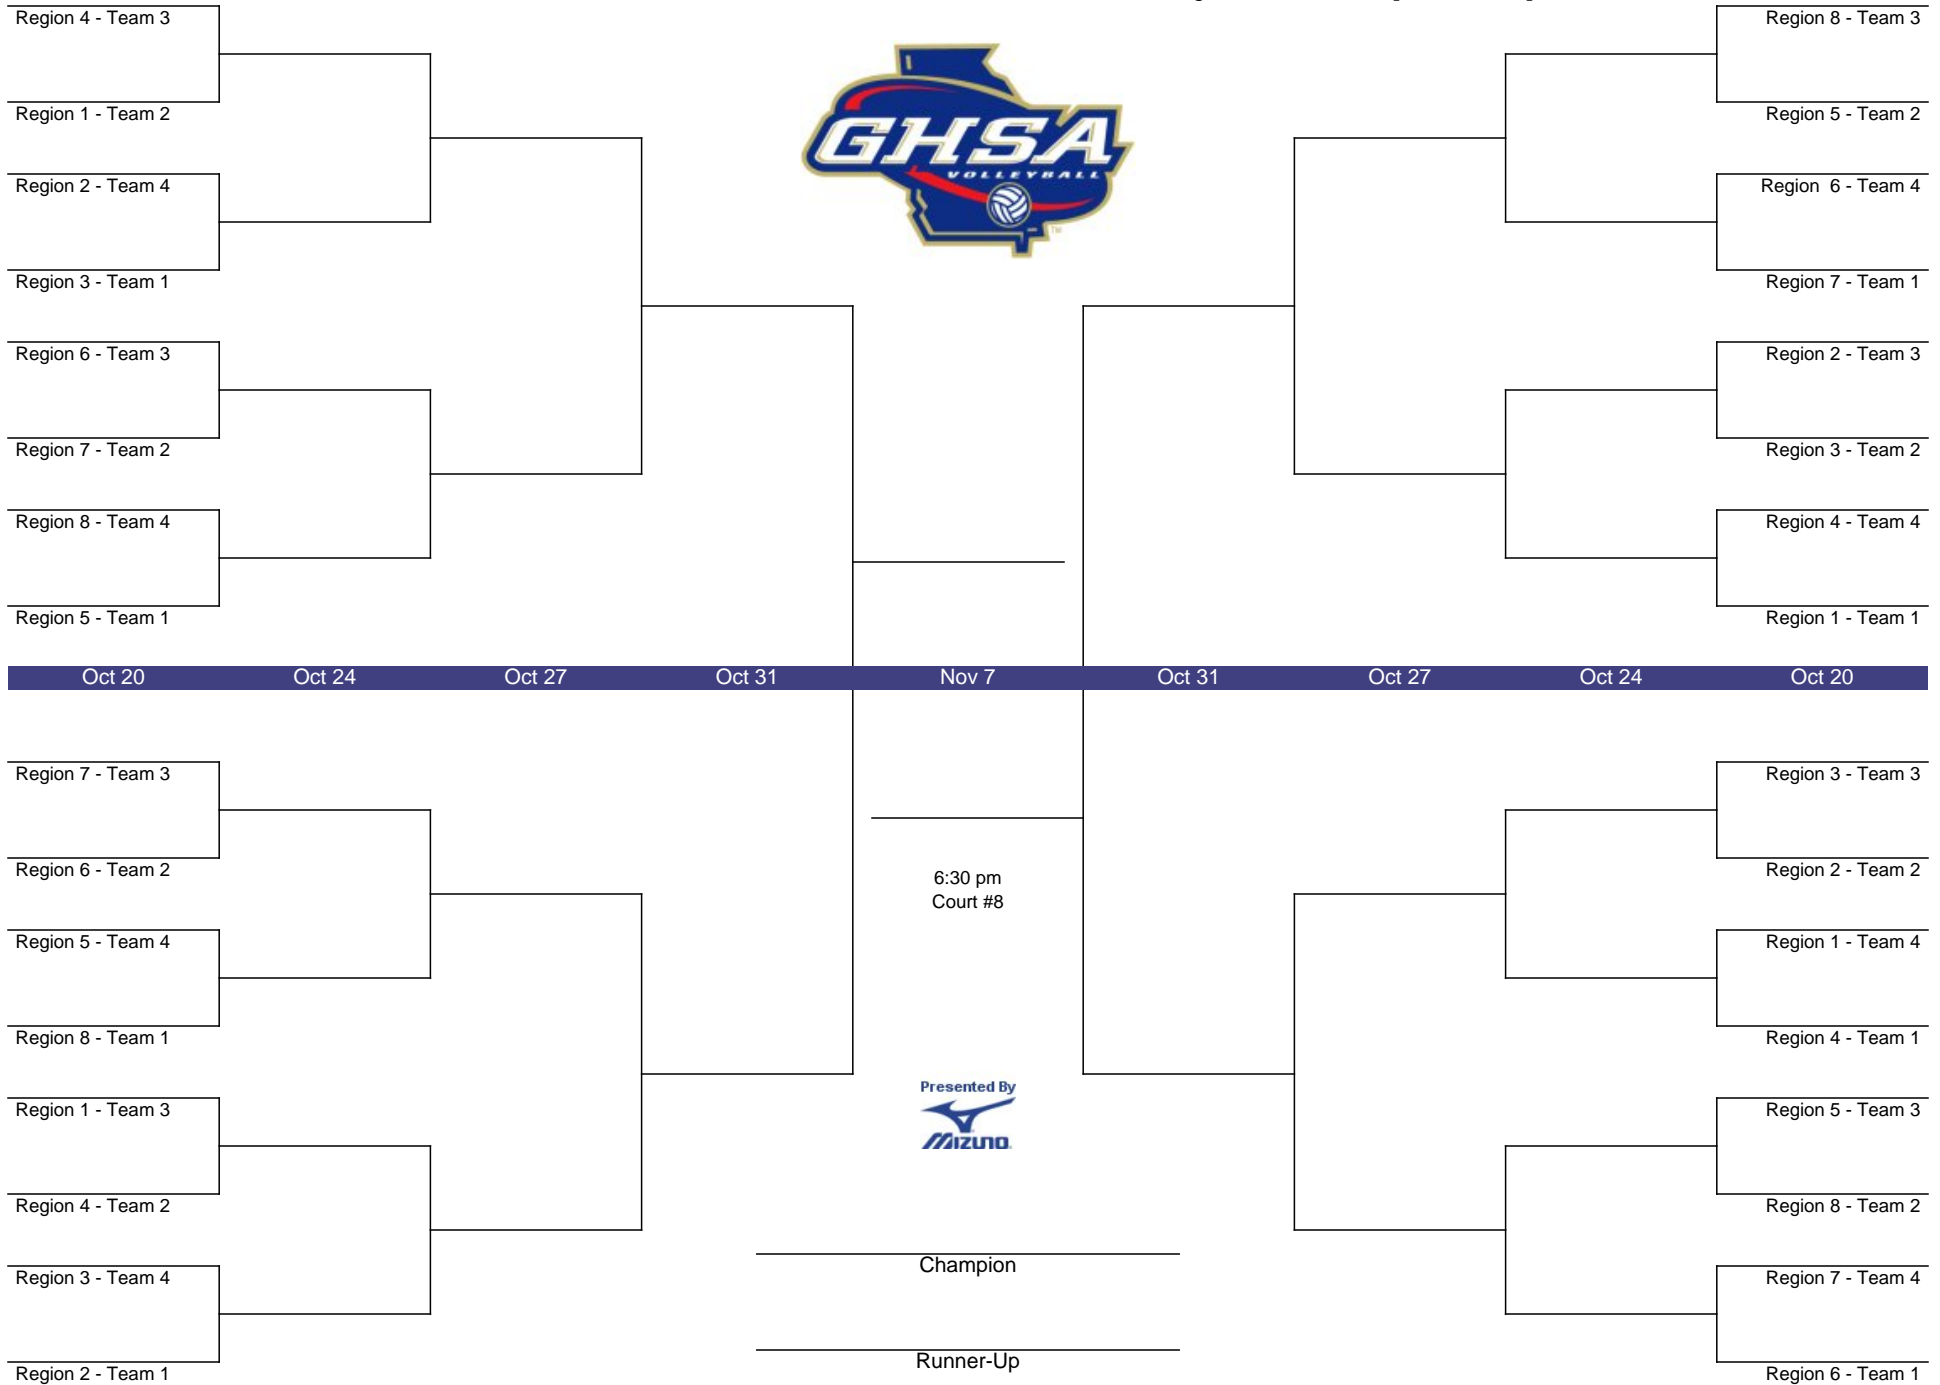 Region 4 - Team 3
Region 8 - Team 3
Region 1 - Team 2
Region 5 - Team 2
GHSA
VOLLEYBALL
TM
Region 2 - Team 4
Region 6 - Team 4
Region 3 - Team 1
Region 7 - Team 1
Region 6 - Team 3
Region 2 - Team 3
Region 7 - Team 2
Region 3 - Team 2
Region 8 - Team 4
Region 4 - Team 4
Region 5 - Team 1
Region 1 - Team 1
Oct 20 Oct 24 Oct 27 Oct 31 Nov 7 Oct 31 Oct 27 Oct 24 Oct 20
Region 7 - Team 3
Region 3 - Team 3
Region 6 - Team 2
Region 2 - Team 2
6:30 pm
Court #8
Region 5 - Team 4
Region 1 - Team 4
Region 8 - Team 1
Region 4 - Team 1
Presented By
MIZUNO
Region 1 - Team 3
Region 5 - Team 3
Region 4 - Team 2
Region 8 - Team 2
Champion
Region 3 - Team 4
Region 7 - Team 4
Runner-Up
Region 2 - Team 1
Region 6 - Team 1